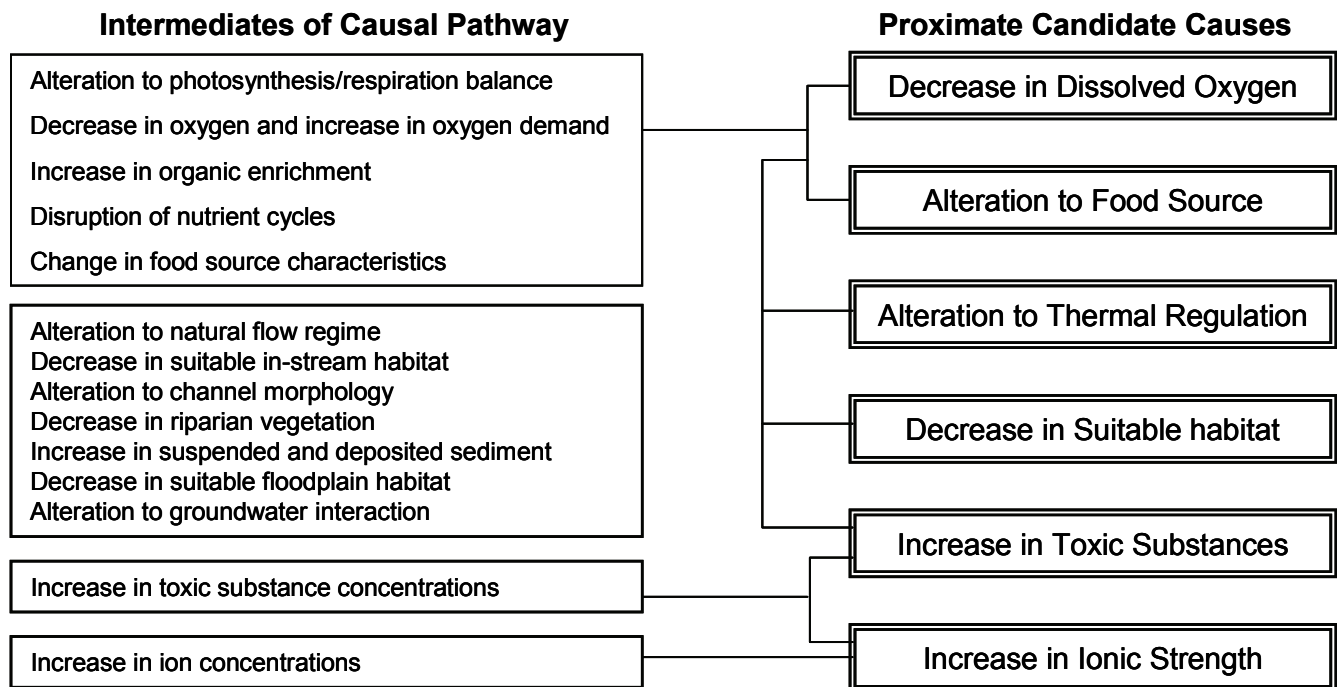 Intermediates of Causal Pathway
Alteration to photosynthesis/respiration balance
Decrease in oxygen and increase in oxygen demand
Increase in organic enrichment
Disruption of nutrient cycles
Change in food source characteristics
Alteration to natural flow regime
Decrease in suitable in-stream habitat
Alteration to channel morphology
Decrease in riparian vegetation
Increase in suspended and deposited sediment
Decrease in suitable floodplain habitat
Alteration to groundwater interaction
Increase in toxic substance concentrations
Increase in ion concentrations
Proximate Candidate Causes
Decrease in Dissolved Oxygen
Alteration to Food Source
Alteration to Thermal Regulation
Decrease in Suitable habitat
Increase in Toxic Substances
Increase in Ionic Strength